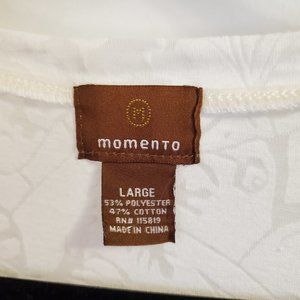 M
momento
LARGE
53% POLYESTER
47% COTTON
RN# 115819
MADE IN CHINA